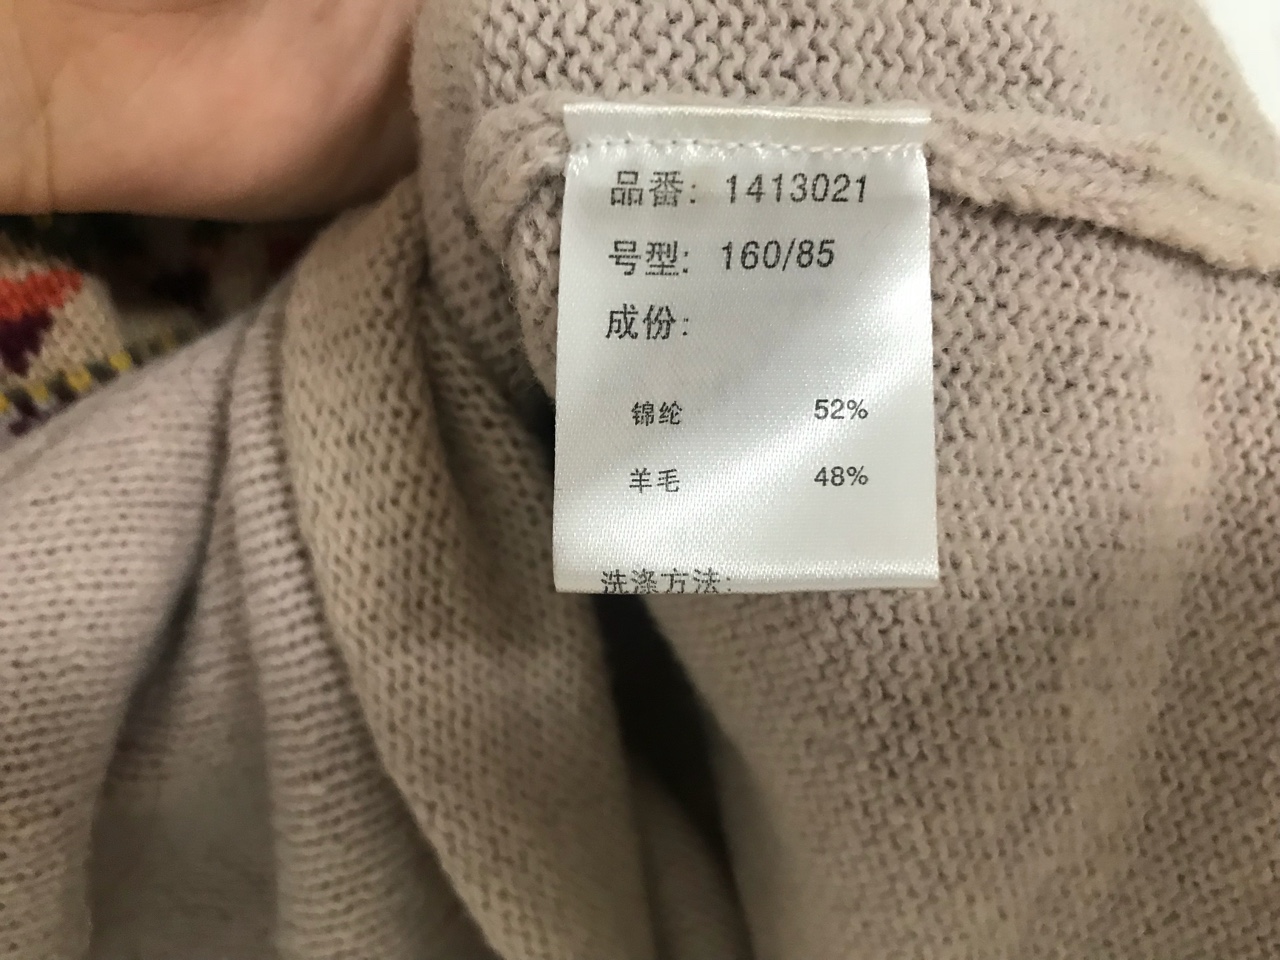 品番: 1413021
号型: 160/85
成份:
锦纶 52%
羊毛 48%
洗涤方法: